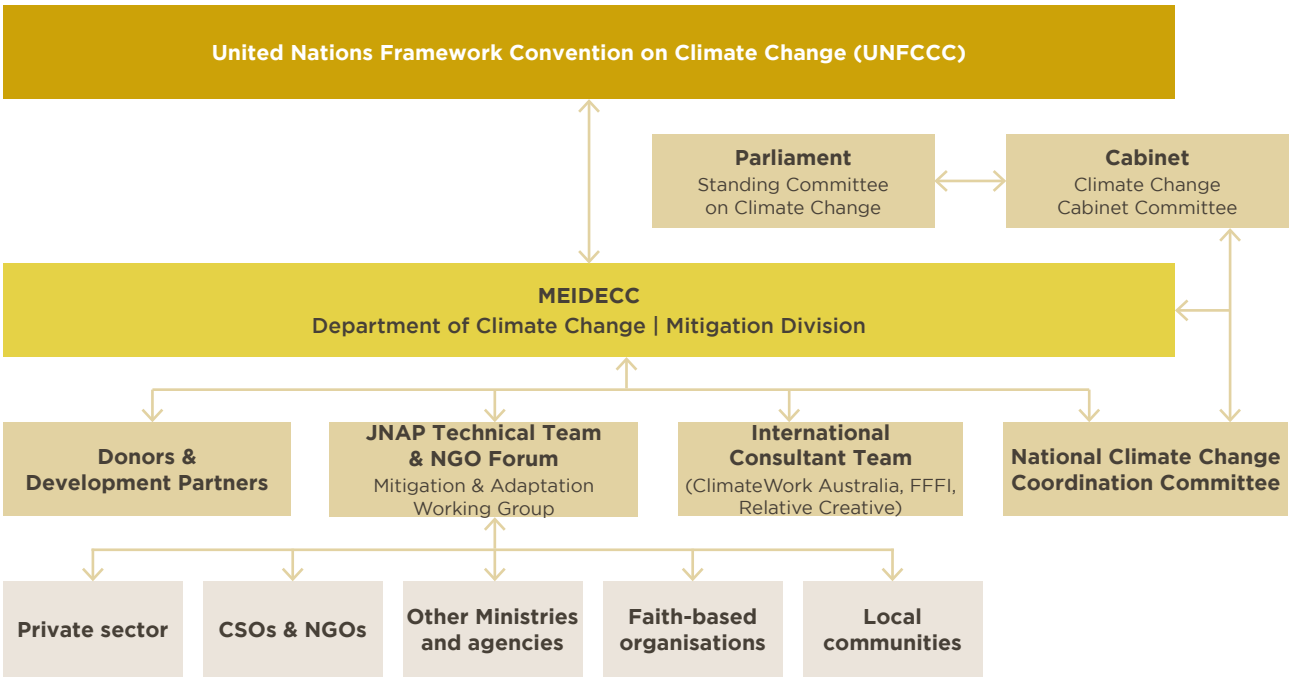 United Nations Framework Convention on Climate Change (UNFCCC)
Parliament
Standing Committee
on Climate Change
Cabinet
Climate Change
Cabinet Committee
MEIDECC
Department of Climate Change | Mitigation Division
Donors &
Development Partners
JNAP Technical Team
& NGO Forum
Mitigation & Adaptation
Working Group
International
Consultant Team
(ClimateWork Australia, FFFI,
Relative Creative)
National Climate Change
Coordination Committee
Private sector
CSOs & NGOs
Other Ministries
and agencies
Faith-based
organisations
Local
communities